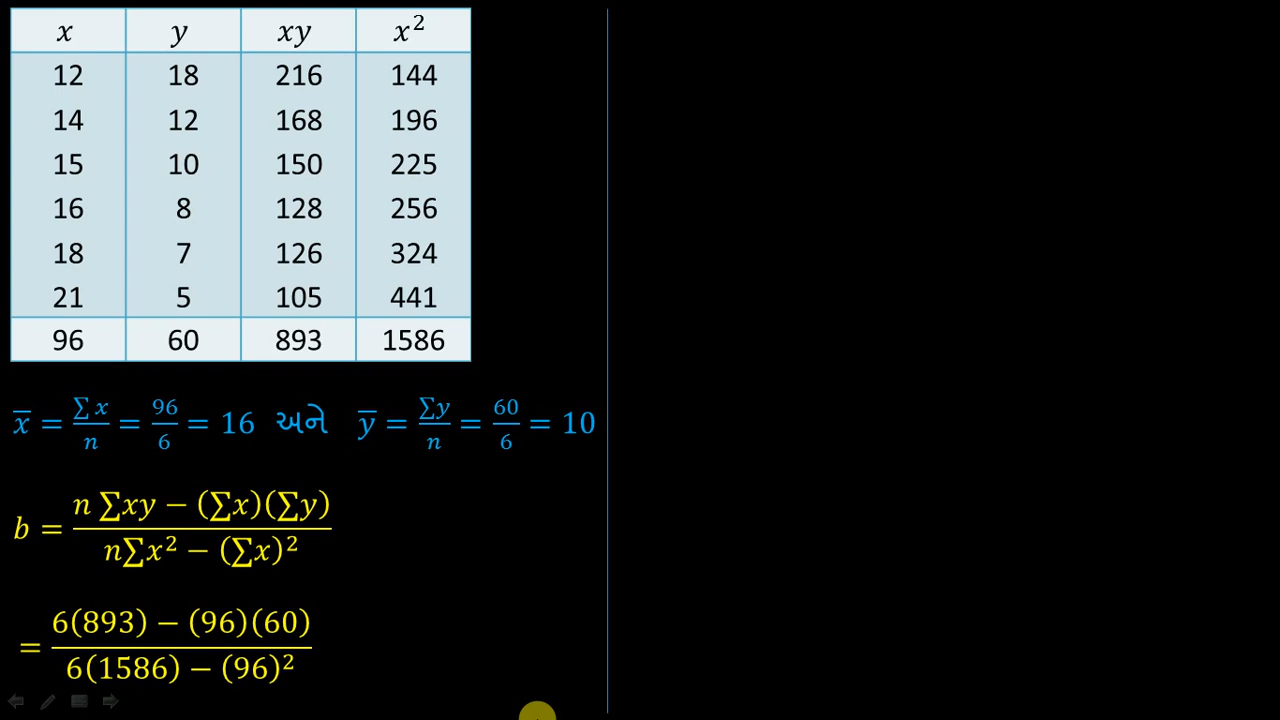 x y xy x²
12 18 216 144
14 12 168 196
15 10 150 225
16 8 128 256
18 7 126 324
21 5 105 441
96 60 893 1586
x̅ = ∑x/n = 96/6 = 16 અને y̅ = ∑y/n = 60/6 = 10
b = (n ∑xy − (∑x)(∑y))/(n∑x² − (∑x)²)
= (6(893) − (96)(60))/(6(1586) − (96)²)